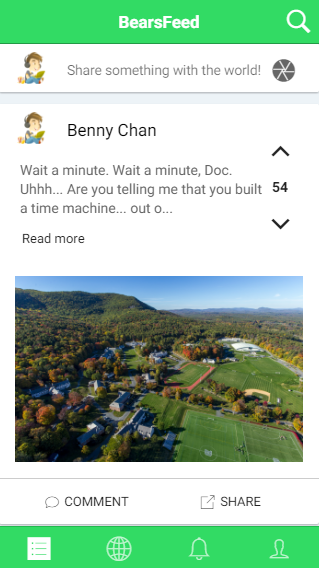 BearsFeed
Share something with the world!
Benny Chan
Wait a minute. Wait a minute, Doc.
Uhhh... Are you telling me that you built
a time machine... out o...
54
Read more
COMMENT
SHARE